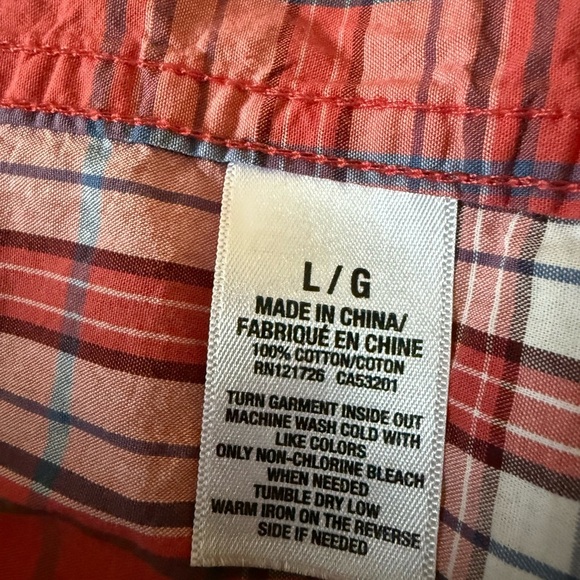 L / G
MADE IN CHINA/
FABRIQUÉ EN CHINE
100% COTTON/COTON
RN121726 CA53201
TURN GARMENT INSIDE OUT
MACHINE WASH COLD WITH
LIKE COLORS
ONLY NON-CHLORINE BLEACH
WHEN NEEDED
TUMBLE DRY LOW
WARM IRON ON THE REVERSE
SIDE IF NEEDED